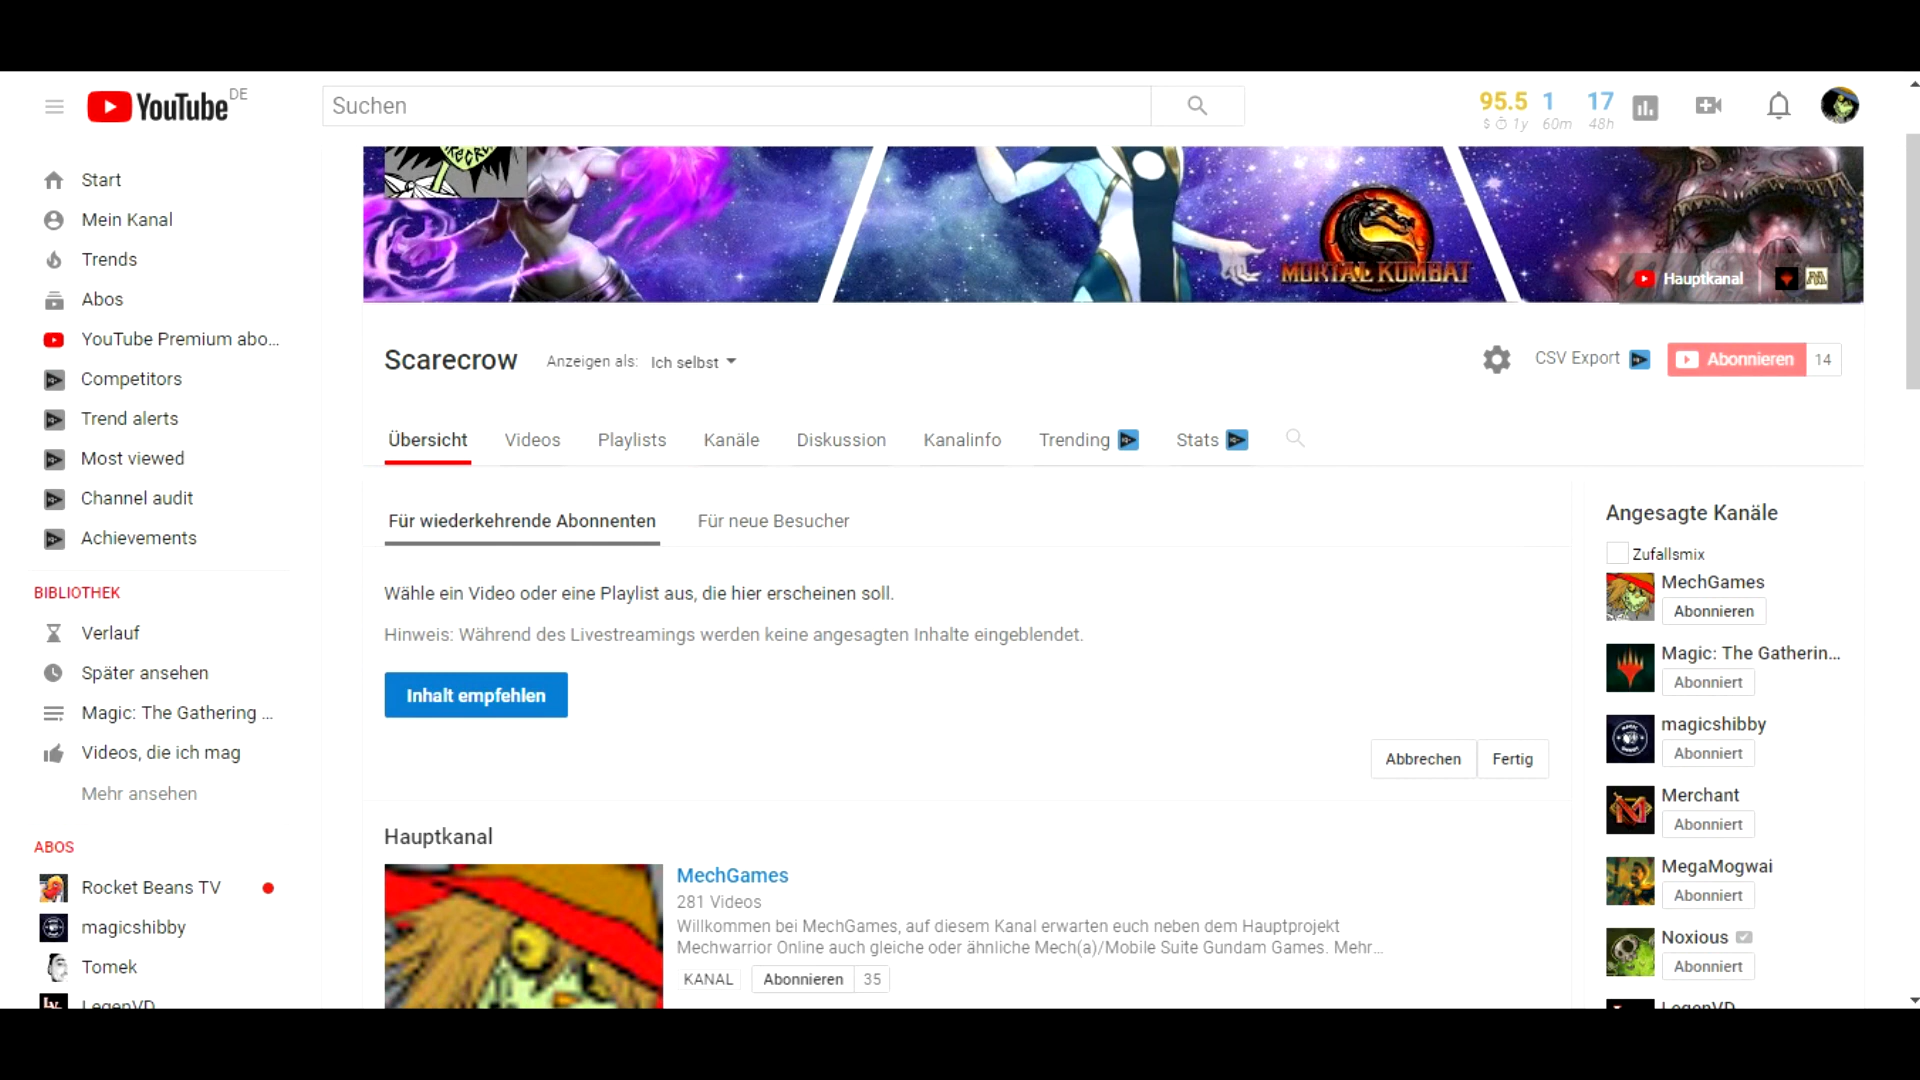 YouTube DE
Suchen
95.5 1 17
$ 1y 60m 48h
Start
Mein Kanal
Trends
Abos
YouTube Premium abo...
Competitors
Trend alerts
Most viewed
Channel audit
Achievements
BIBLIOTHEK
Verlauf
Später ansehen
Magic: The Gathering ...
Videos, die ich mag
Mehr ansehen
ABOS
Rocket Beans TV
magicshibby
Tomek
LegenVD
MORTAL KOMBAT
Hauptkanal
Scarecrow Anzeigen als: Ich selbst
CSV Export Abonnieren 14
Übersicht Videos Playlists Kanäle Diskussion Kanalinfo Trending Stats
Für wiederkehrende Abonnenten Für neue Besucher
Wähle ein Video oder eine Playlist aus, die hier erscheinen soll.
Hinweis: Während des Livestreamings werden keine angesagten Inhalte eingeblendet.
Inhalt empfehlen
Abbrechen Fertig
Hauptkanal
MechGames
281 Videos
Willkommen bei MechGames, auf diesem Kanal erwarten euch neben dem Hauptprojekt
Mechwarrior Online auch gleiche oder ähnliche Mech(a)/Mobile Suite Gundam Games. Mehr...
KANAL Abonnieren 35
Angesagte Kanäle
Zufallsmix
MechGames
Abonnieren
Magic: The Gatherin...
Abonniert
magicshibby
Abonniert
Merchant
Abonniert
MegaMogwai
Abonniert
Noxious
Abonniert
LegenVD